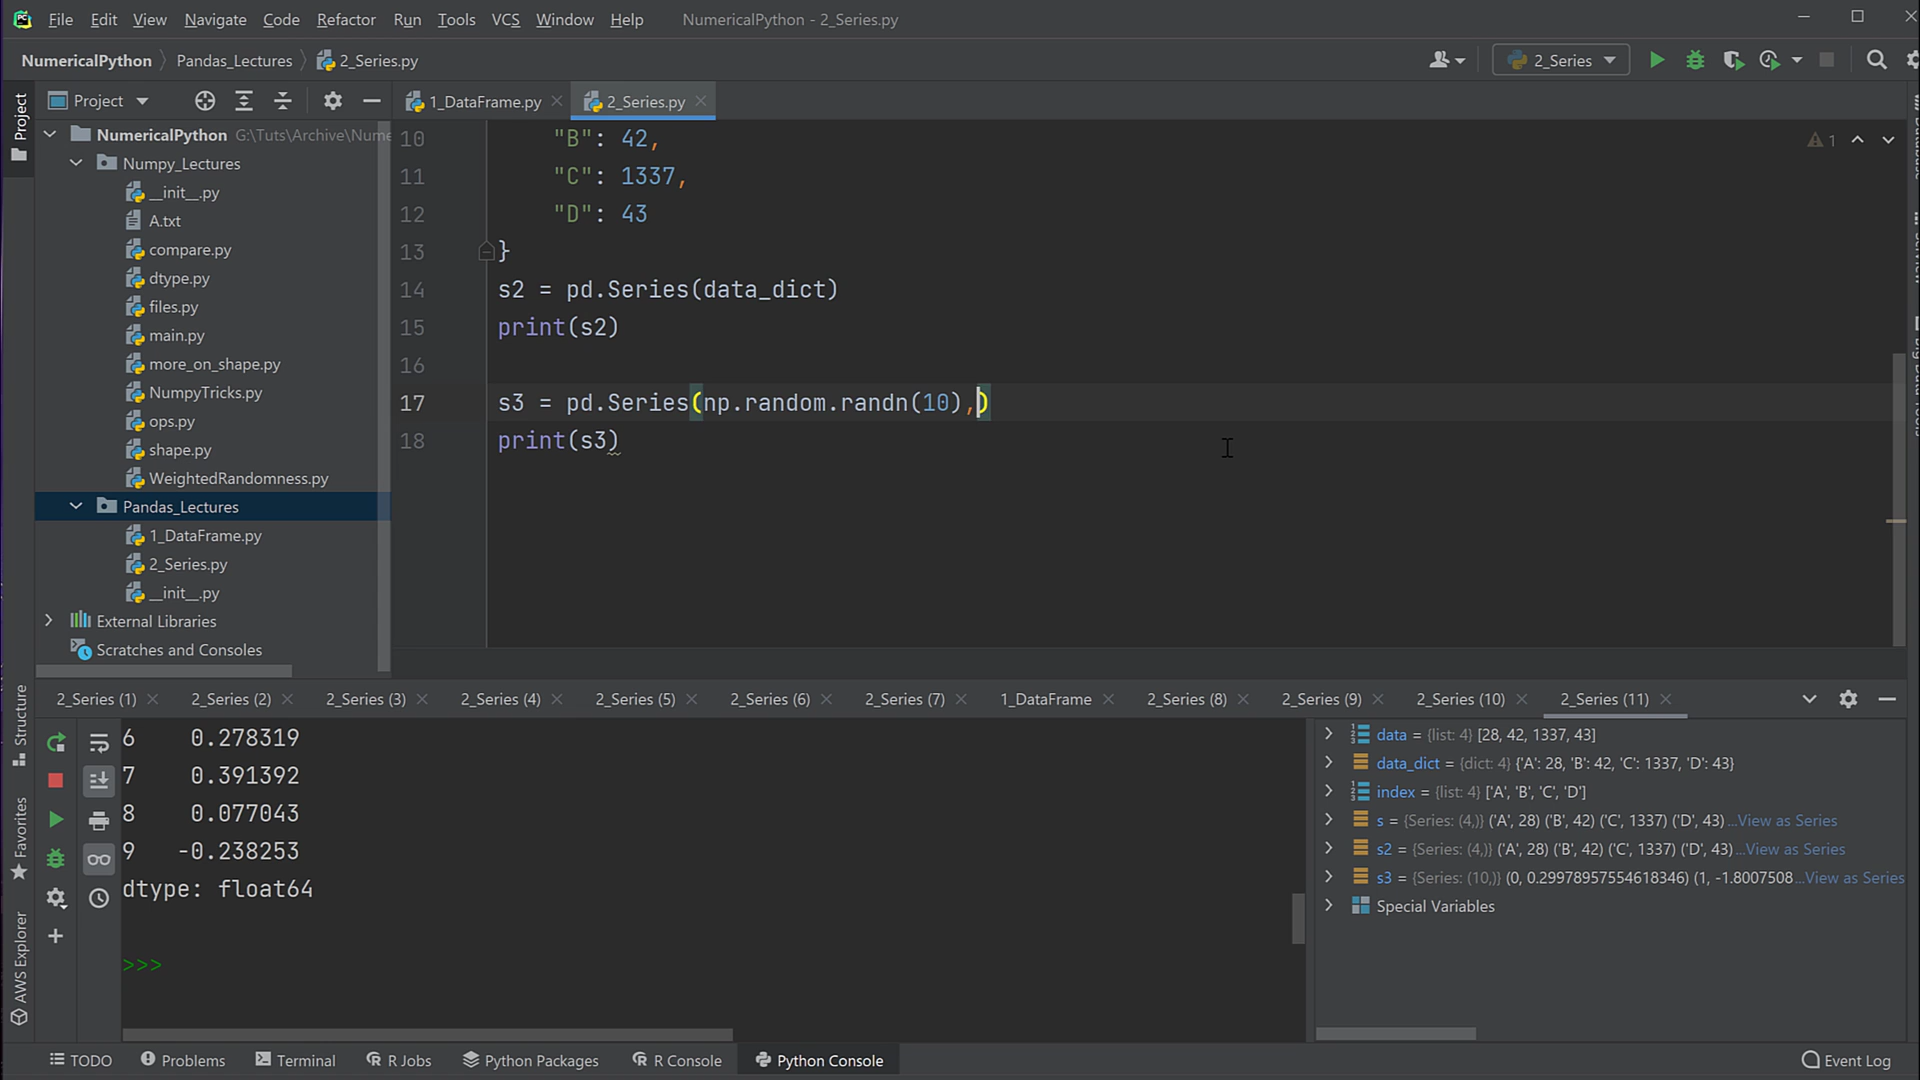 File Edit View Navigate Code Refactor Run Tools VCS Window Help NumericalPython - 2_Series.py
NumericalPython Pandas_Lectures 2_Series.py 2_Series
Project 1_DataFrame.py 2_Series.py
Project
NumericalPython G:\Tuts\Archive\Nume
Numpy_Lectures
__init__.py
A.txt
compare.py
dtype.py
files.py
main.py
more_on_shape.py
NumpyTricks.py
ops.py
shape.py
WeightedRandomness.py
Pandas_Lectures
1_DataFrame.py
2_Series.py
__init__.py
External Libraries
Scratches and Consoles
10 "B": 42,
11 "C": 1337,
12 "D": 43
13 }
14 s2 = pd.Series(data_dict)
15 print(s2)
16
17 s3 = pd.Series(np.random.randn(10),)
18 print(s3)
1
Structure
Favorites
AWS Explorer
2_Series (1) 2_Series (2) 2_Series (3) 2_Series (4) 2_Series (5) 2_Series (6) 2_Series (7) 1_DataFrame 2_Series (8) 2_Series (9) 2_Series (10) 2_Series (11)
6 0.278319
7 0.391392
8 0.077043
9 -0.238253
dtype: float64
>>>
data = {list: 4} [28, 42, 1337, 43]
data_dict = {dict: 4} {'A': 28, 'B': 42, 'C': 1337, 'D': 43}
index = {list: 4} ['A', 'B', 'C', 'D']
s = {Series: (4,)} ('A', 28) ('B', 42) ('C', 1337) ('D', 43) ...View as Series
s2 = {Series: (4,)} ('A', 28) ('B', 42) ('C', 1337) ('D', 43) ...View as Series
s3 = {Series: (10,)} (0, 0.29978957554618346) (1, -1.8007508 ...View as Series
Special Variables
TODO Problems Terminal R Jobs Python Packages R Console Python Console Event Log